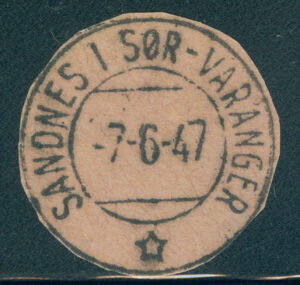 SANDNES I SØR-VARANGER
-7-6-47